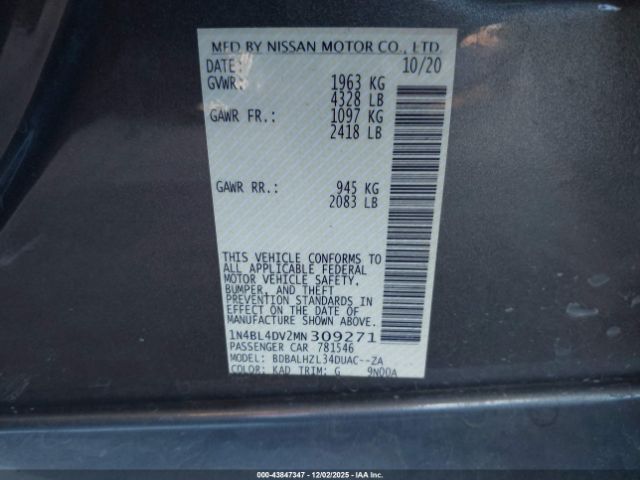 MFD BY NISSAN MOTOR CO., LTD.
DATE: 10/20
GVWR: 1963 KG
4328 LB
GAWR FR.: 1097 KG
2418 LB
GAWR RR.: 945 KG
2083 LB
THIS VEHICLE CONFORMS TO
ALL APPLICABLE FEDERAL
MOTOR VEHICLE SAFETY,
BUMPER, AND THEFT
PREVENTION STANDARDS IN
EFFECT ON THE DATE OF
MANUFACTURE SHOWN ABOVE.
1N4BL4DV2MN309271
PASSENGER CAR 781546
MODEL: BDBALHZL34DUAC--ZA
COLOR: KAD TRIM: G 9N00A
000-43847347 - 12/02/2025 - IAA Inc.